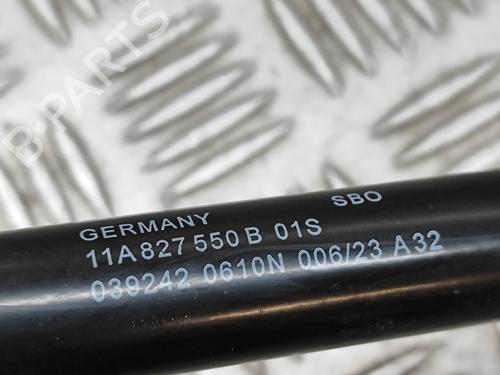 GERMANY SBO
11A 827 550 B 01S
039242 0610N 006/23 A32
B-PARTS